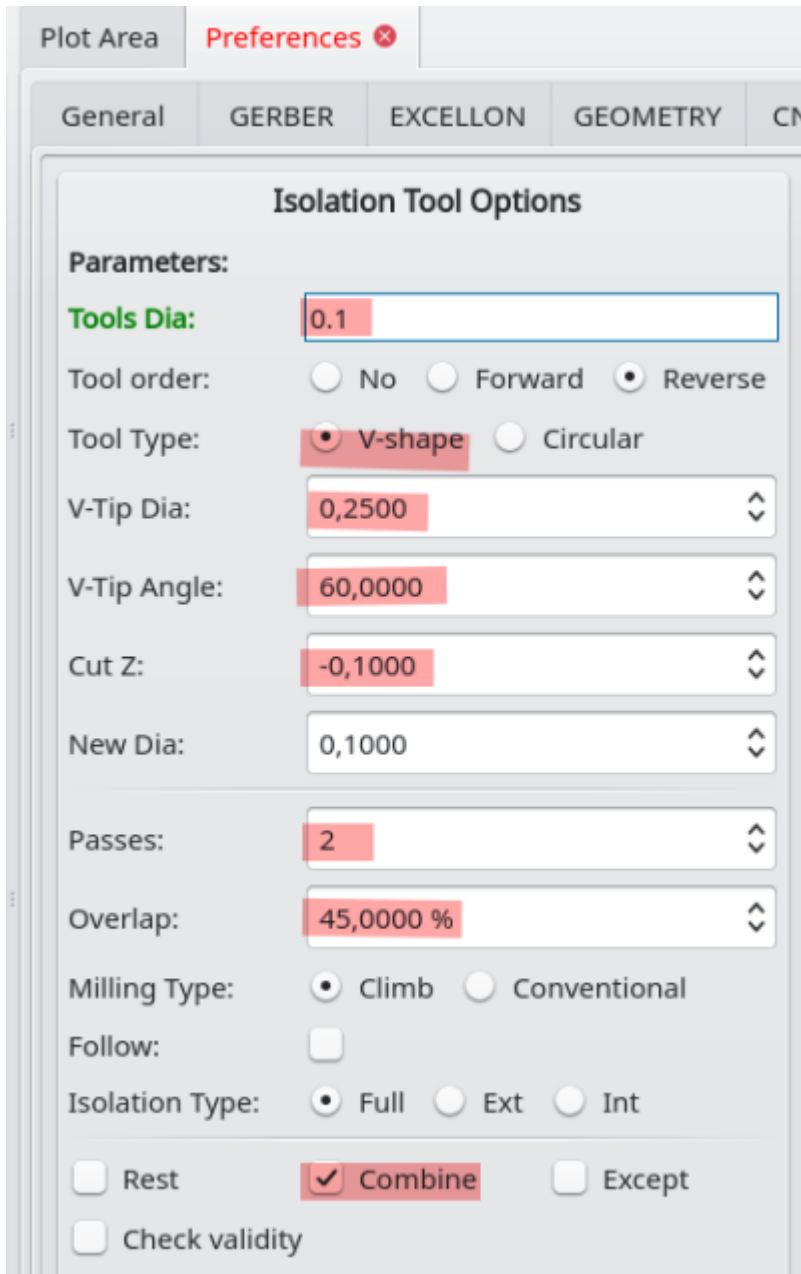 Plot Area Preferences
General GERBER EXCELLON GEOMETRY CN
Isolation Tool Options
Parameters:
Tools Dia: 0.1
Tool order: No Forward Reverse
Tool Type: V-shape Circular
V-Tip Dia: 0,2500
V-Tip Angle: 60,0000
Cut Z: -0,1000
New Dia: 0,1000
Passes: 2
Overlap: 45,0000 %
Milling Type: Climb Conventional
Follow:
Isolation Type: Full Ext Int
Rest Combine Except
Check validity